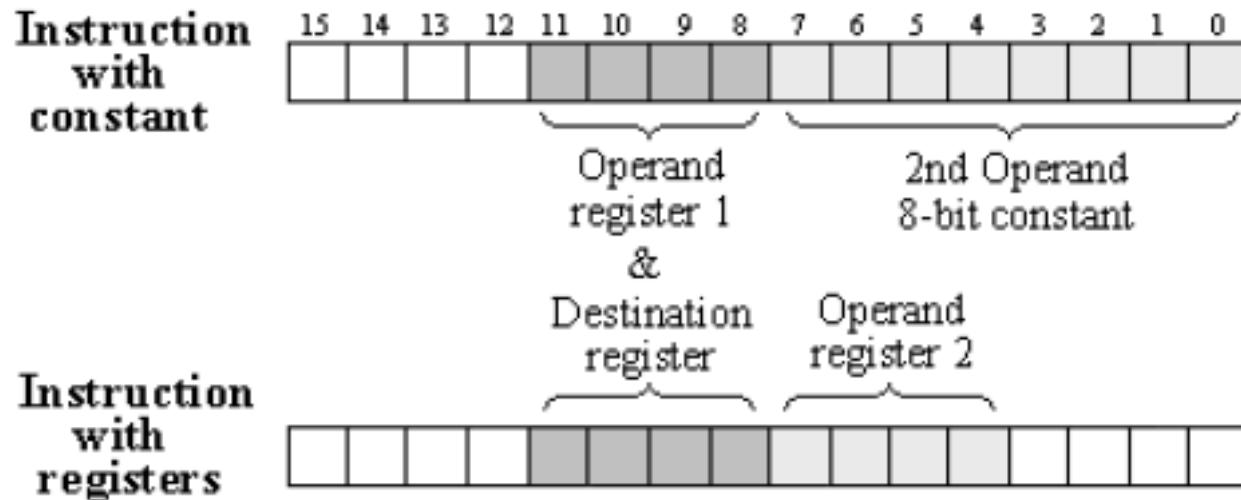 Instruction
with
constant
15 14 13 12 11 10 9 8 7 6 5 4 3 2 1 0
Operand
register 1
&
Destination
register
2nd Operand
8-bit constant
Operand
register 2
Instruction
with
registers